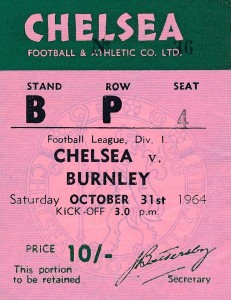 CHELSEA
FOOTBALL & ATHLETIC CO. LTD.
STAND ROW SEAT
B P 4
Football League, Div. I.
CHELSEA v.
BURNLEY
Saturday OCTOBER 31st 1964
KICK-OFF 3.0 p.m.
PRICE 10/-
This portion
to be retained
Secretary